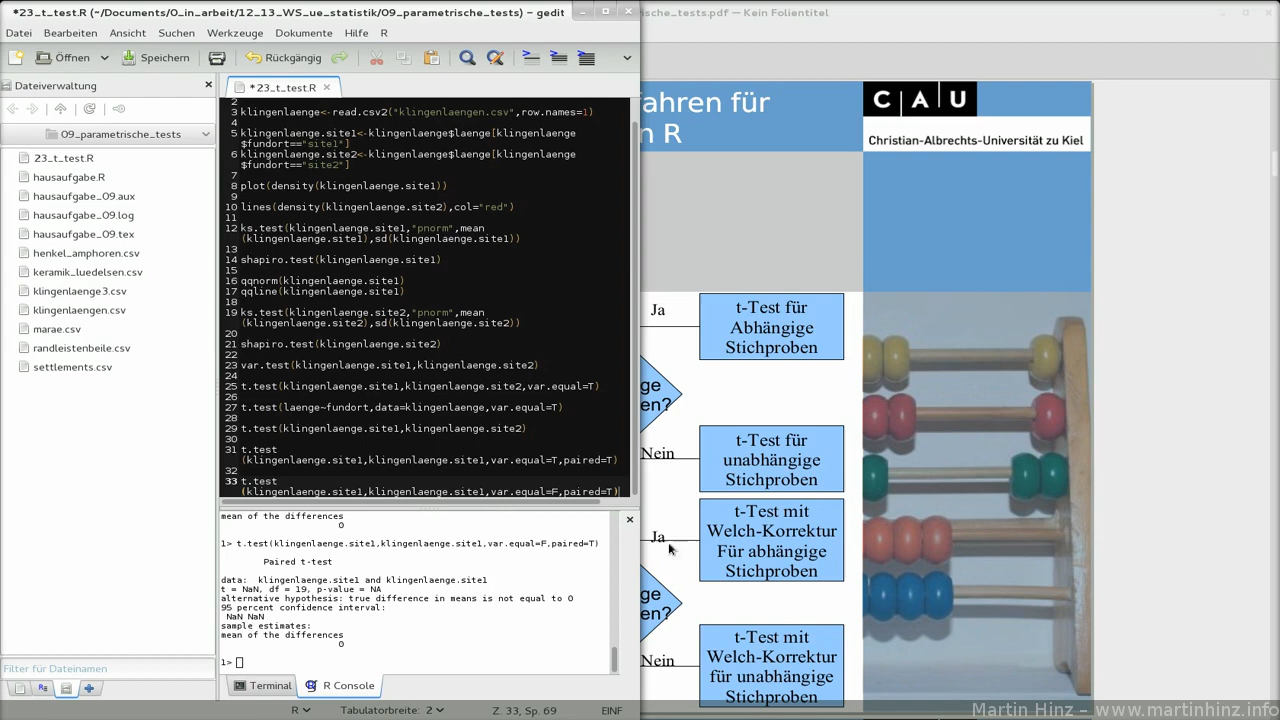 *23_t_test.R (~/Documents/0_in_arbeit/12_13_WS_ue_statistik/09_parametrische_tests) – gedit
ische_tests.pdf — Kein Folientitel
Datei Bearbeiten Ansicht Suchen Werkzeuge Dokumente Hilfe R
Öffnen Speichern Rückgängig
Dateiverwaltung
*23_t_test.R
09_parametrische_tests
23_t_test.R
hausaufgabe.R
hausaufgabe_09.aux
hausaufgabe_09.log
hausaufgabe_09.tex
henkel_amphoren.csv
keramik_luedelsen.csv
klingenlaenge3.csv
klingenlaengen.csv
marae.csv
randleistenbeile.csv
settlements.csv
Filter für Dateinamen
2
3 klingenlaenge<-read.csv2("klingenlaengen.csv",row.names=1)
4
5 klingenlaenge.site1<-klingenlaenge$laenge[klingenlaenge
$fundort=="site1"]
6 klingenlaenge.site2<-klingenlaenge$laenge[klingenlaenge
$fundort=="site2"]
7
8 plot(density(klingenlaenge.site1))
9
10 lines(density(klingenlaenge.site2),col="red")
11
12 ks.test(klingenlaenge.site1,"pnorm",mean
(klingenlaenge.site1),sd(klingenlaenge.site1))
13
14 shapiro.test(klingenlaenge.site1)
15
16 qqnorm(klingenlaenge.site1)
17 qqline(klingenlaenge.site1)
18
19 ks.test(klingenlaenge.site2,"pnorm",mean
(klingenlaenge.site2),sd(klingenlaenge.site2))
20
21 shapiro.test(klingenlaenge.site2)
22
23 var.test(klingenlaenge.site1,klingenlaenge.site2)
24
25 t.test(klingenlaenge.site1,klingenlaenge.site2,var.equal=T)
26
27 t.test(laenge~fundort,data=klingenlaenge,var.equal=T)
28
29 t.test(klingenlaenge.site1,klingenlaenge.site2)
30
31 t.test
(klingenlaenge.site1,klingenlaenge.site1,var.equal=T,paired=T)
32
33 t.test
(klingenlaenge.site1,klingenlaenge.site1,var.equal=F,paired=T)
mean of the differences
0
1> t.test(klingenlaenge.site1,klingenlaenge.site1,var.equal=F,paired=T)
Paired t-test
data: klingenlaenge.site1 and klingenlaenge.site1
t = NaN, df = 19, p-value = NA
alternative hypothesis: true difference in means is not equal to 0
95 percent confidence interval:
NaN NaN
sample estimates:
mean of the differences
0
1>
Terminal R Console
R Tabulatorbreite: 2 Z. 33, Sp. 69 EINF
fahren für
n R
C A U
Christian-Albrechts-Universität zu Kiel
Ja
t-Test für
Abhängige
Stichproben
ge
en?
Nein
t-Test für
unabhängige
Stichproben
Ja
t-Test mit
Welch-Korrektur
Für abhängige
Stichproben
ge
en?
Nein
t-Test mit
Welch-Korrektur
für unabhängige
Stichproben
Martin Hinz - www.martinhinz.info